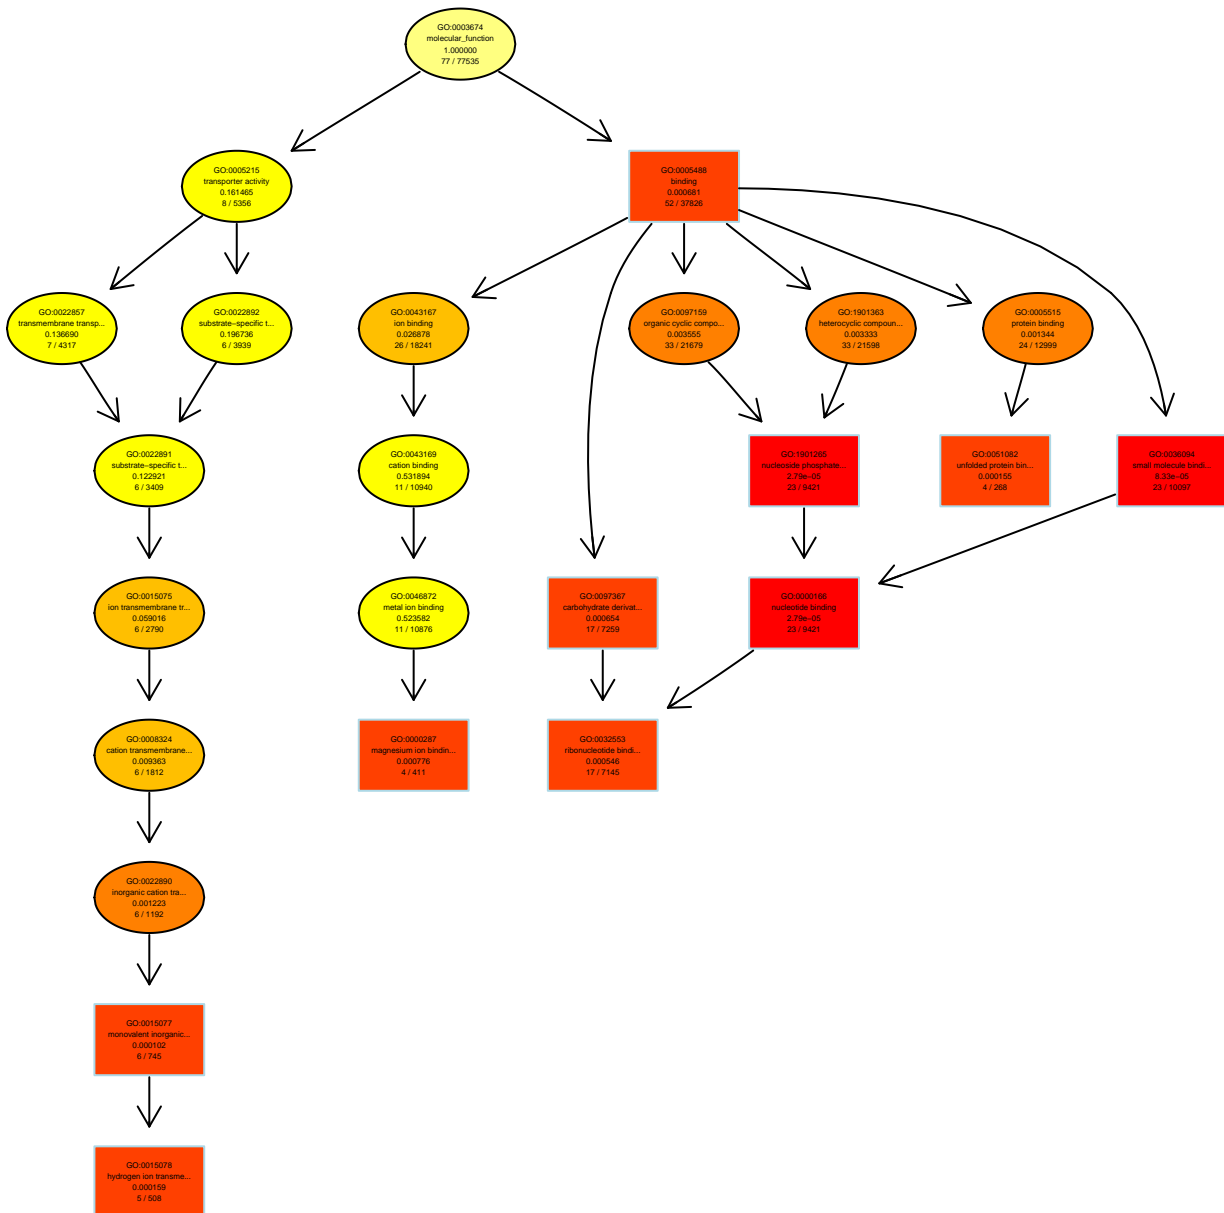 GO:0003674
molecular_function
1.000000
77 / 77535
GO:0005215
transporter activity
0.161465
8 / 5356
GO:0005488
binding
0.000681
52 / 37826
GO:0022857
transmembrane transp...
0.136690
7 / 4317
GO:0022892
substrate−specific t...
0.196736
6 / 3939
GO:0043167
ion binding
0.026878
26 / 18241
GO:0097159
organic cyclic compo...
0.003555
33 / 21679
GO:1901363
heterocyclic compoun...
0.003333
33 / 21598
GO:0005515
protein binding
0.001344
24 / 12999
GO:0022891
substrate−specific t...
0.122921
6 / 3409
GO:0043169
cation binding
0.531894
11 / 10940
GO:1901265
nucleoside phosphate...
2.79e−05
23 / 9421
GO:0051082
unfolded protein bin...
0.000155
4 / 268
GO:0036094
small molecule bindi...
8.33e−05
23 / 10097
GO:0015075
ion transmembrane tr...
0.059016
6 / 2790
GO:0046872
metal ion binding
0.523582
11 / 10876
GO:0097367
carbohydrate derivat...
0.000654
17 / 7259
GO:0000166
nucleotide binding
2.79e−05
23 / 9421
GO:0008324
cation transmembrane...
0.009363
6 / 1812
GO:0000287
magnesium ion bindin...
0.000776
4 / 411
GO:0032553
ribonucleotide bindi...
0.000546
17 / 7145
GO:0022890
inorganic cation tra...
0.001223
6 / 1192
GO:0015077
monovalent inorganic...
0.000102
6 / 745
GO:0015078
hydrogen ion transme...
0.000159
5 / 508